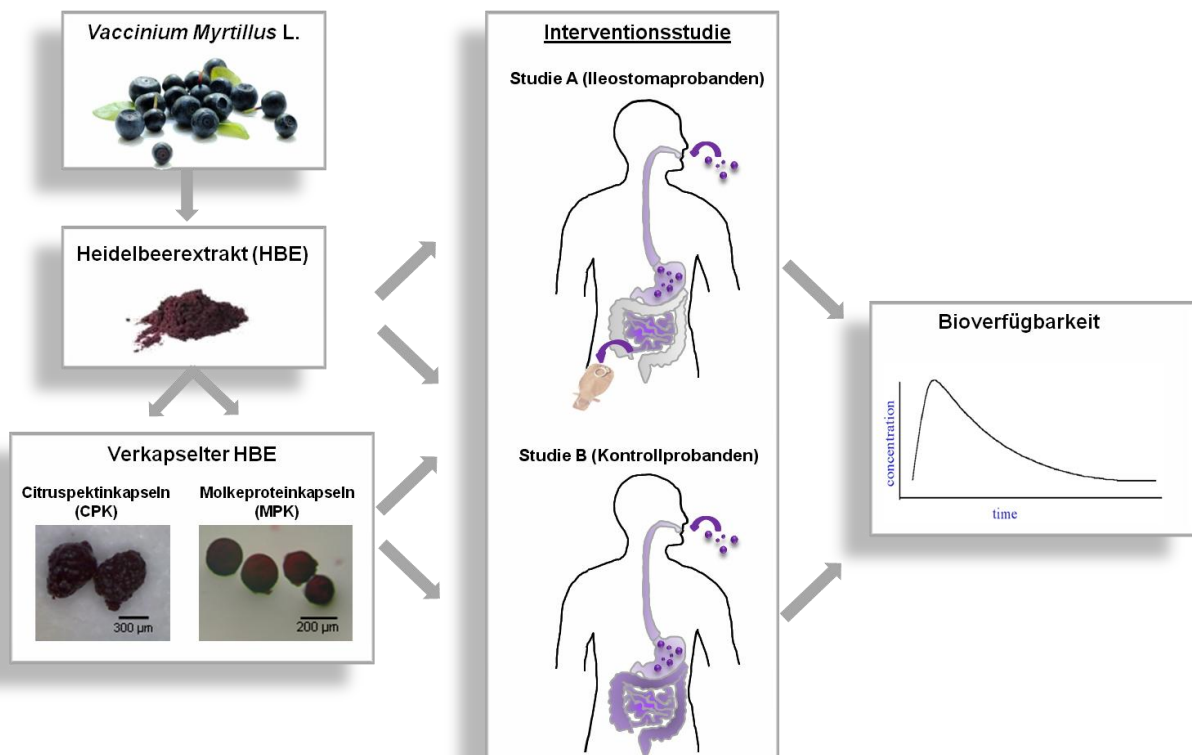 Vaccinium Myrtillus L.
Heidelbeerextrakt (HBE)
Verkapselter HBE
Citruspektinkapseln
(CPK)
300 µm
Molkeproteinkapseln
(MPK)
200 µm
Interventionsstudie
Studie A (Ileostomaprobanden)
Studie B (Kontrollprobanden)
Bioverfügbarkeit
concentration
time